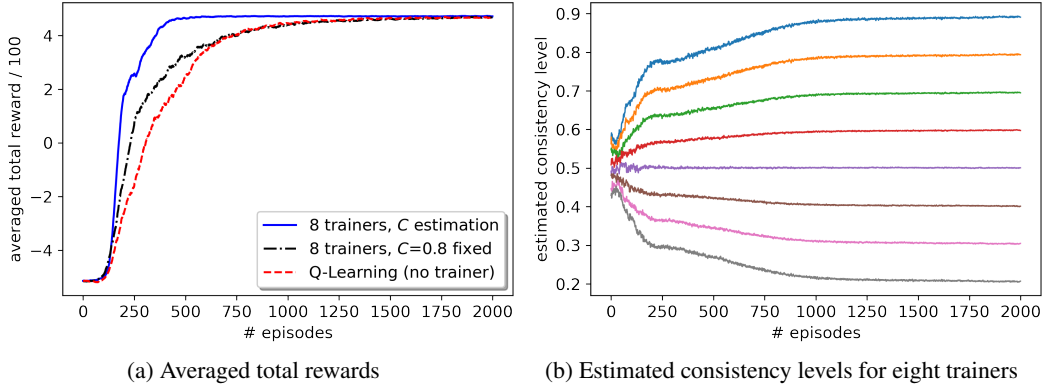 averaged total reward / 100
4
2
0
−2
−4
8 trainers, C estimation
8 trainers, C=0.8 fixed
Q-Learning (no trainer)
0 250 500 750 1000 1250 1500 1750 2000
# episodes
(a) Averaged total rewards
estimated consistency level
0.9
0.8
0.7
0.6
0.5
0.4
0.3
0.2
0 250 500 750 1000 1250 1500 1750 2000
# episodes
(b) Estimated consistency levels for eight trainers